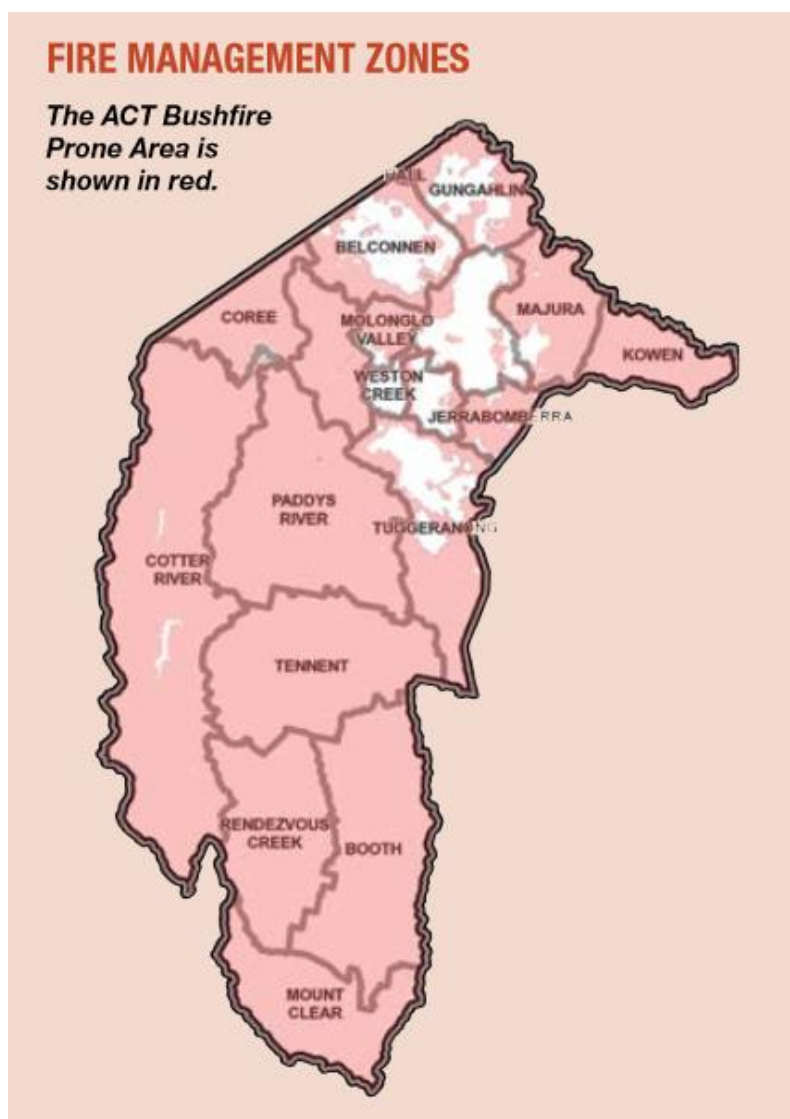 FIRE MANAGEMENT ZONES
The ACT Bushfire
Prone Area is
shown in red.
HALL
GUNGAHLIN
BELCONNEN
COREE
MOLONGLO
VALLEY
MAJURA
KOWEN
WESTON
CREEK
JERRABOMBERRA
PADDYS
RIVER
TUGGERANONG
COTTER
RIVER
TENNENT
RENDEZVOUS
CREEK
BOOTH
MOUNT
CLEAR